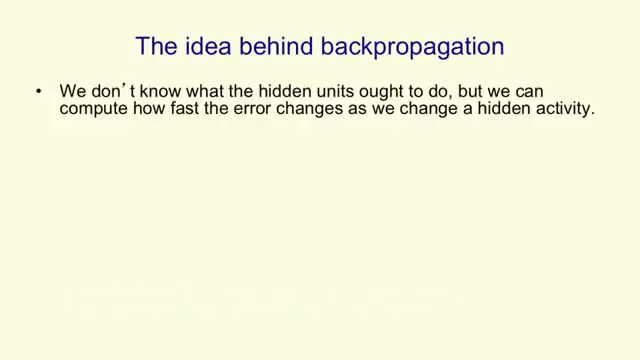 The idea behind backpropagation
• We don’t know what the hidden units ought to do, but we can
compute how fast the error changes as we change a hidden activity.